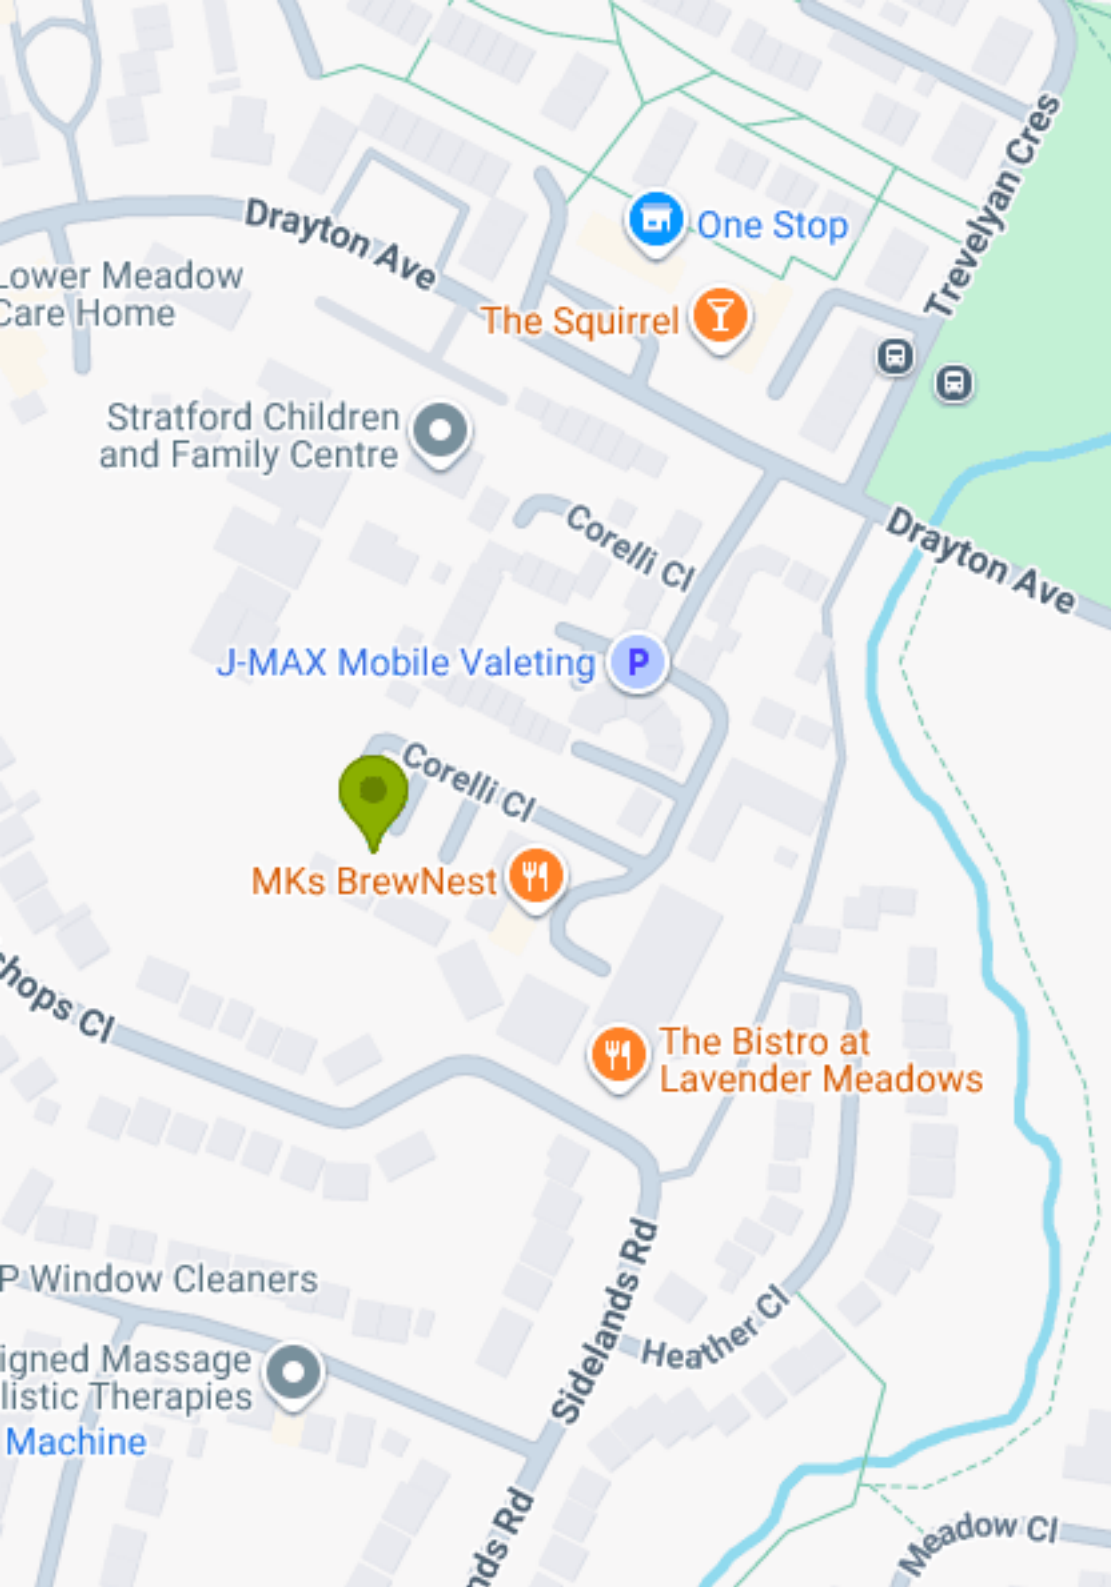 Trevelyan Cres
Drayton Ave
One Stop
Lower Meadow
Care Home
The Squirrel
Stratford Children
and Family Centre
Corelli Cl
Drayton Ave
J-MAX Mobile Valeting
P
Corelli Cl
MKs BrewNest
hops Cl
The Bistro at
Lavender Meadows
P Window Cleaners
Sidelands Rd
Heather Cl
igned Massage
listic Therapies
Machine
nds Rd
Meadow Cl